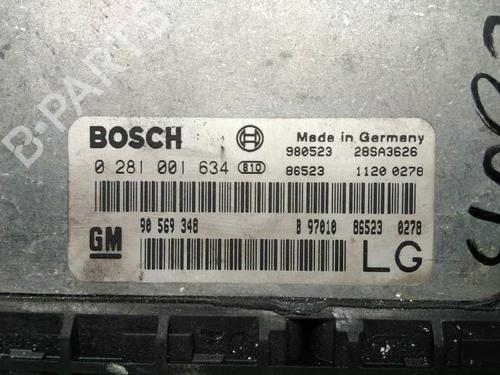 B-PARTS
BOSCH
Made in Germany
0 281 001 634 810
980523 28SA3626
86523 1120 0278
GM
90 569 348
B 97010 86523 0278
LG